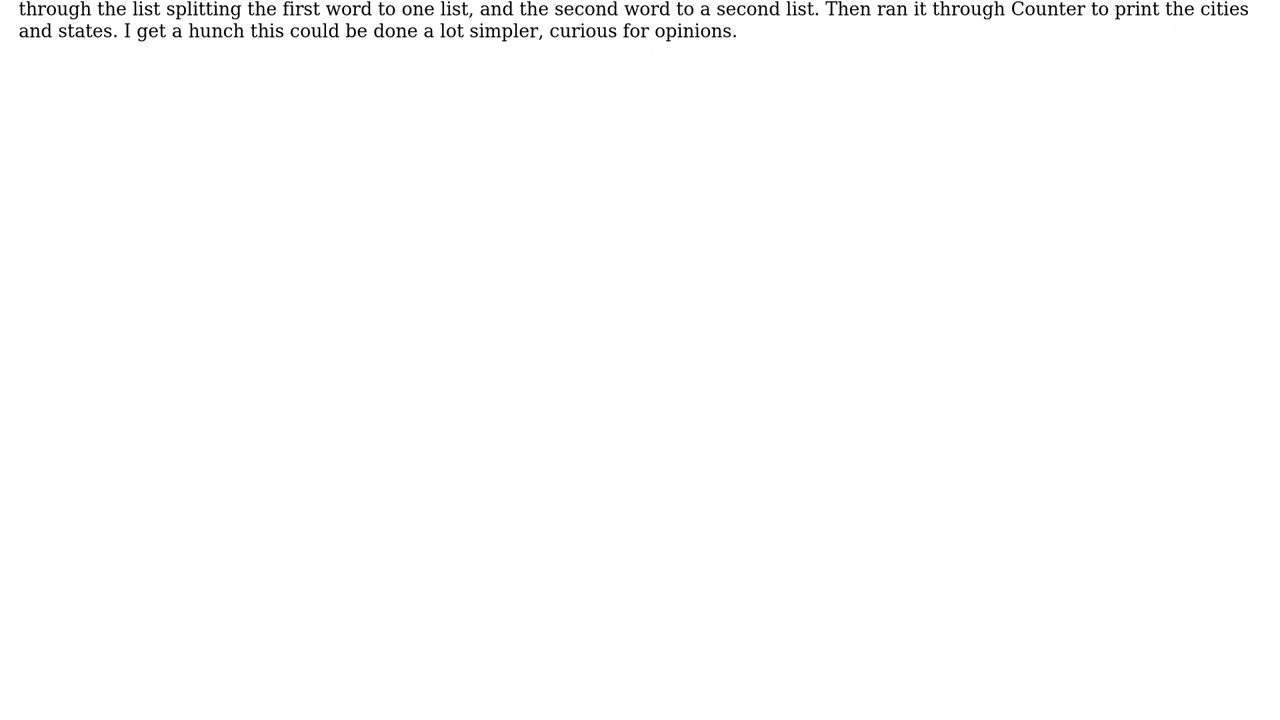 through the list splitting the first word to one list, and the second word to a second list. Then ran it through Counter to print the cities
and states. I get a hunch this could be done a lot simpler, curious for opinions.